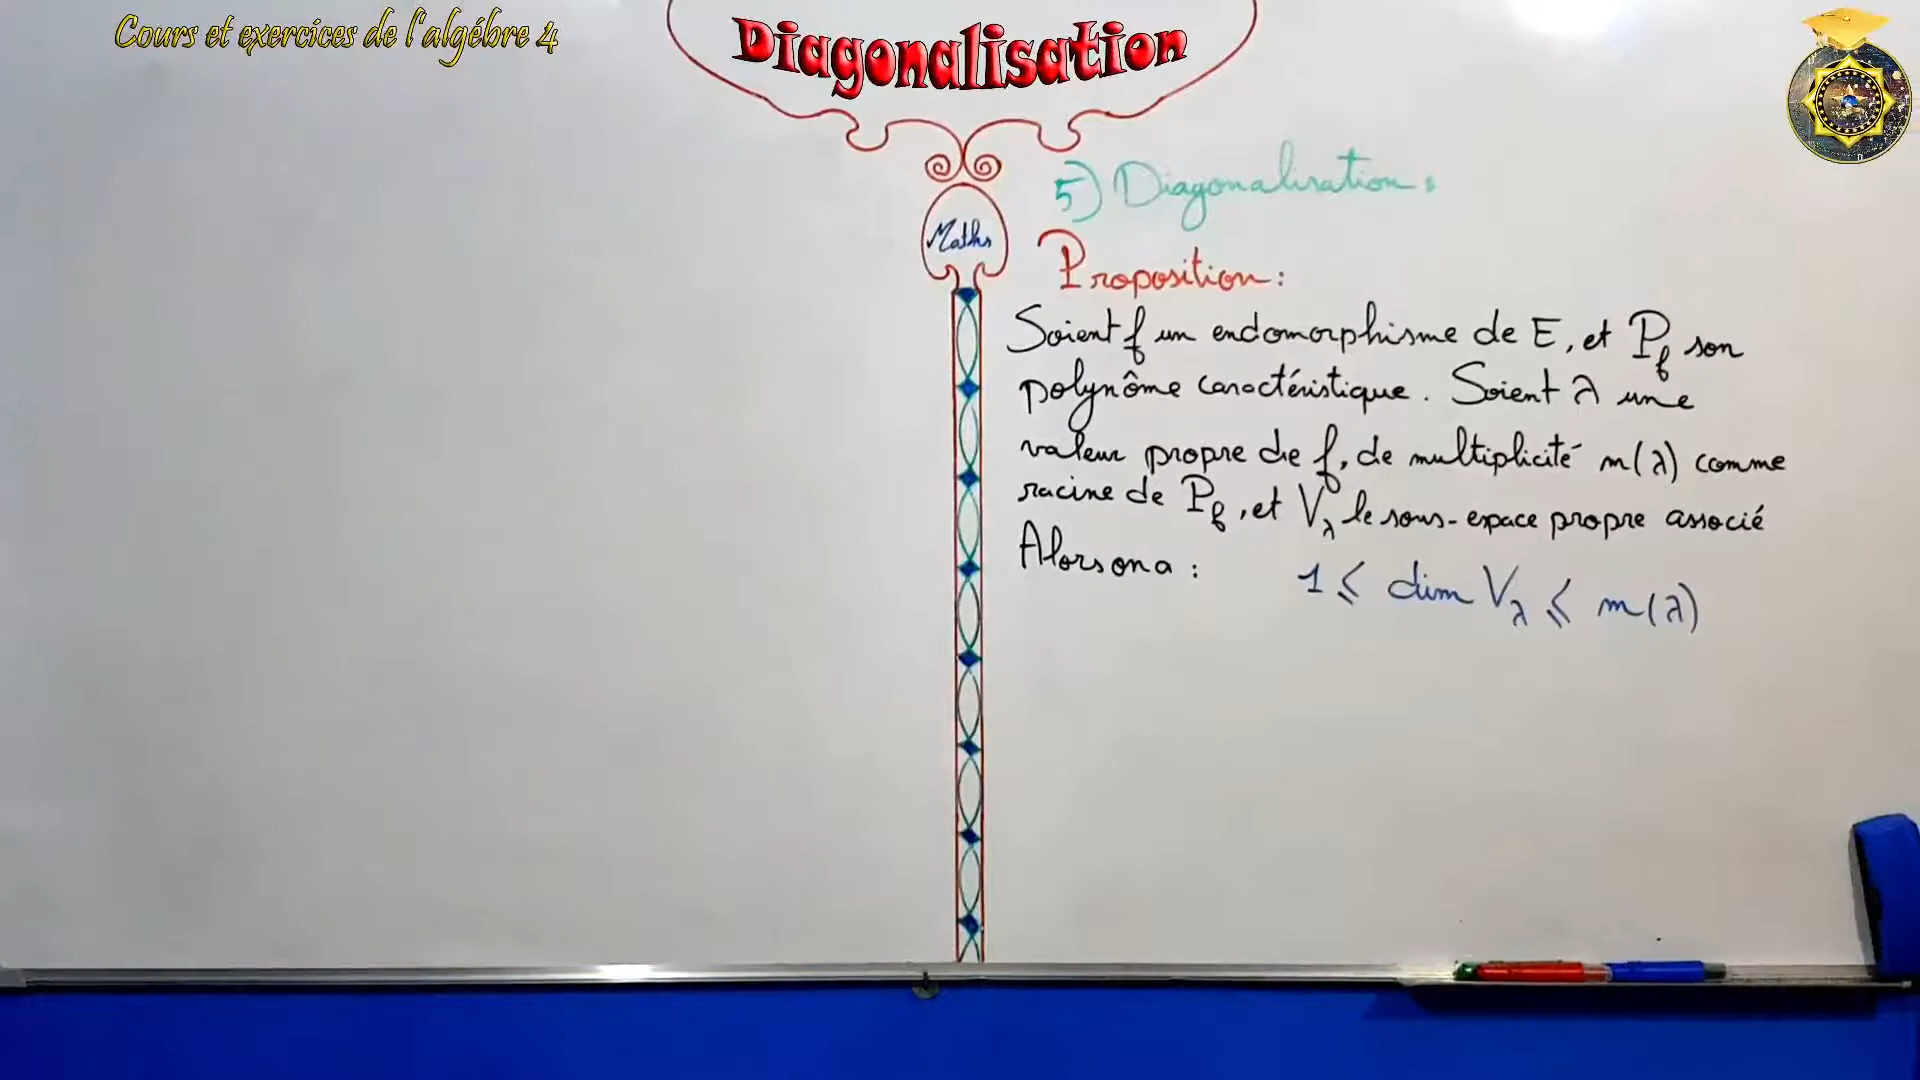 Cours et exercices de l'algébre 4
Diagonalisation
Maths
5) Diagonalisation:
Proposition:
Soient f un endomorphisme de E, et P_f son
polynôme caractéristique. Soient λ une
valeur propre de f, de multiplicité m(λ) comme
racine de P_f, et V_λ le sous-espace propre associé
Alors on a : 1 ⩽ dim V_λ ⩽ m(λ)